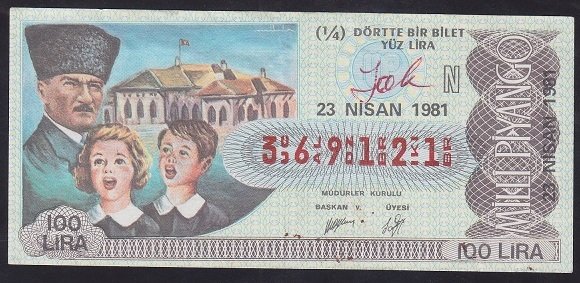 (¼) DÖRTTE BİR BİLET
YÜZ LİRA
N
23 NİSAN 1981
369121
MÜDÜRLER KURULU
BAŞKAN V. ÜYESİ
100
LİRA
100 LİRA
MİLLİ PİYANGO
23 NİSAN 1981